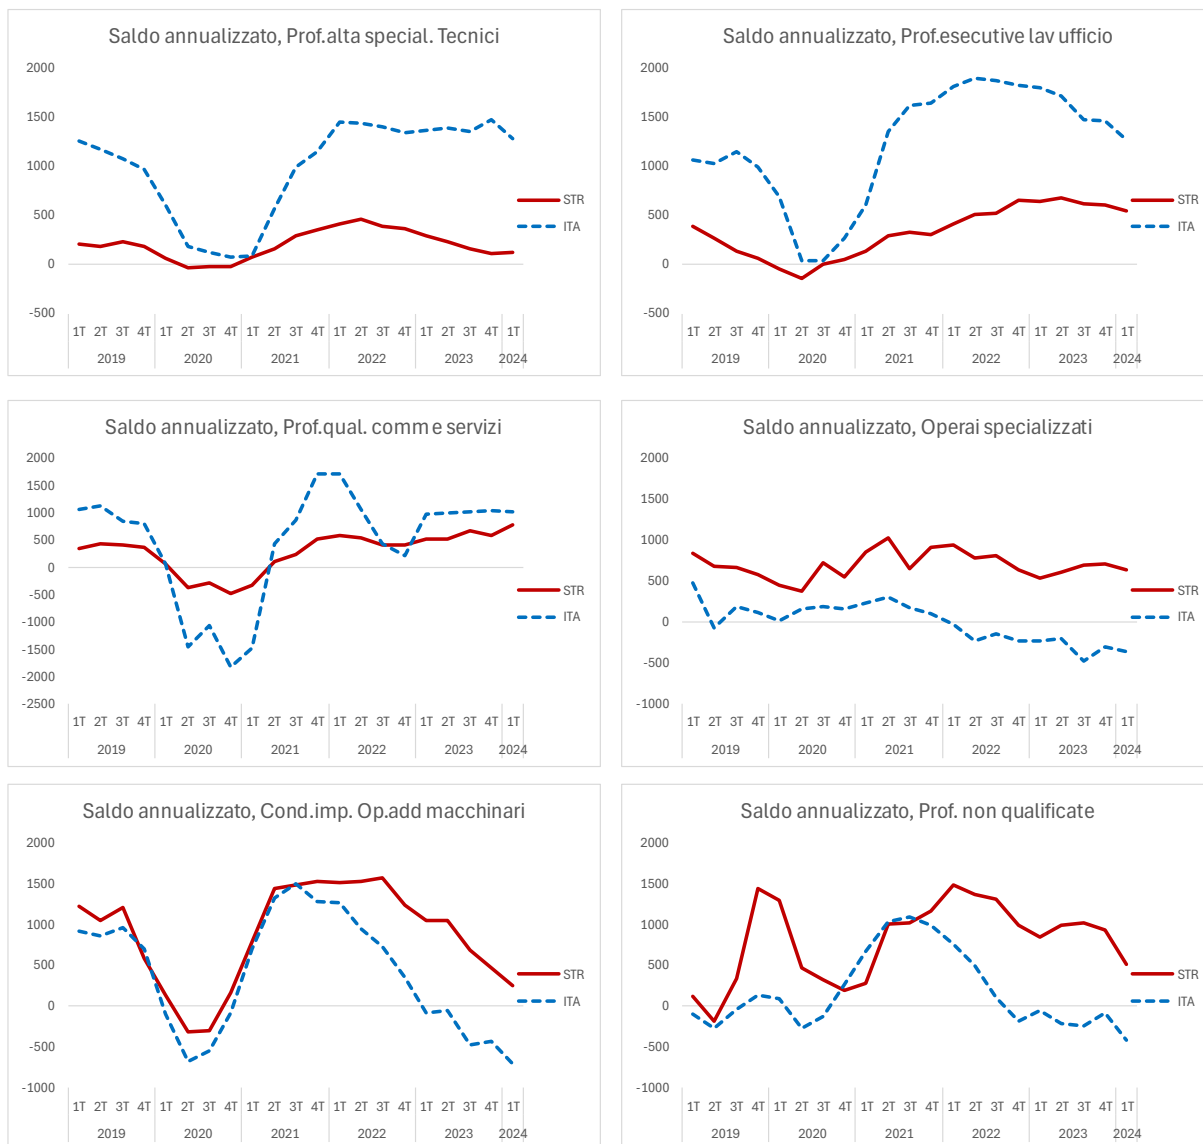 Saldo annualizzato, Prof.alta special. Tecnici
2000
1500
1000
500
0
-500
STR
ITA
1T 2T 3T 4T 1T 2T 3T 4T 1T 2T 3T 4T 1T 2T 3T 4T 1T 2T 3T 4T 1T
2019 2020 2021 2022 2023 2024
Saldo annualizzato, Prof.esecutive lav ufficio
2000
1500
1000
500
0
-500
STR
ITA
1T 2T 3T 4T 1T 2T 3T 4T 1T 2T 3T 4T 1T 2T 3T 4T 1T 2T 3T 4T 1T
2019 2020 2021 2022 2023 2024
Saldo annualizzato, Prof.qual. comm e servizi
2000
1500
1000
500
0
-500
-1000
-1500
-2000
-2500
STR
ITA
1T 2T 3T 4T 1T 2T 3T 4T 1T 2T 3T 4T 1T 2T 3T 4T 1T 2T 3T 4T 1T
2019 2020 2021 2022 2023 2024
Saldo annualizzato, Operai specializzati
2000
1500
1000
500
0
-500
-1000
STR
ITA
1T 2T 3T 4T 1T 2T 3T 4T 1T 2T 3T 4T 1T 2T 3T 4T 1T 2T 3T 4T 1T
2019 2020 2021 2022 2023 2024
Saldo annualizzato, Cond.imp. Op.add macchinari
2000
1500
1000
500
0
-500
-1000
STR
ITA
1T 2T 3T 4T 1T 2T 3T 4T 1T 2T 3T 4T 1T 2T 3T 4T 1T 2T 3T 4T 1T
2019 2020 2021 2022 2023 2024
Saldo annualizzato, Prof. non qualificate
2000
1500
1000
500
0
-500
-1000
STR
ITA
1T 2T 3T 4T 1T 2T 3T 4T 1T 2T 3T 4T 1T 2T 3T 4T 1T 2T 3T 4T 1T
2019 2020 2021 2022 2023 2024